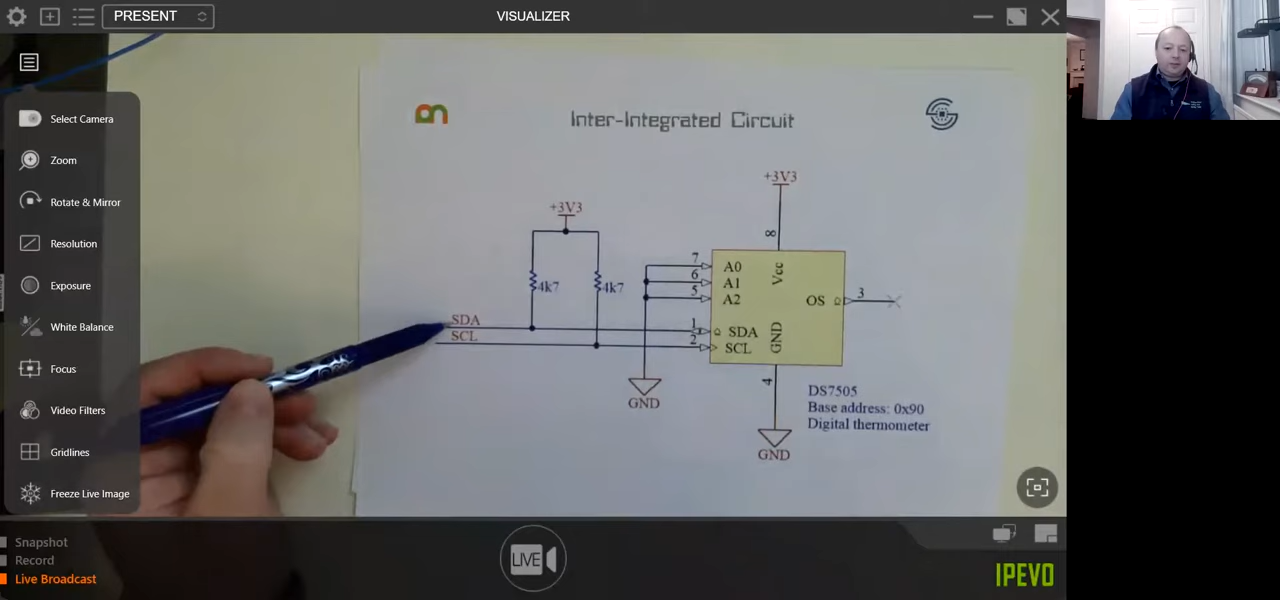 PRESENT
VISUALIZER
Select Camera
Zoom
Rotate & Mirror
Resolution
Exposure
White Balance
Focus
Video Filters
Gridlines
Freeze Live Image
Inter-Integrated Circuit
+3V3
+3V3
8
4k7
4k7
7
6
5
A0
A1
A2
Vcc
OS
3
SDA
SCL
1
2
SDA
SCL
GND
4
GND
GND
DS7505
Base address: 0x90
Digital thermometer
Snapshot
Record
Live Broadcast
LIVE
IPEVO